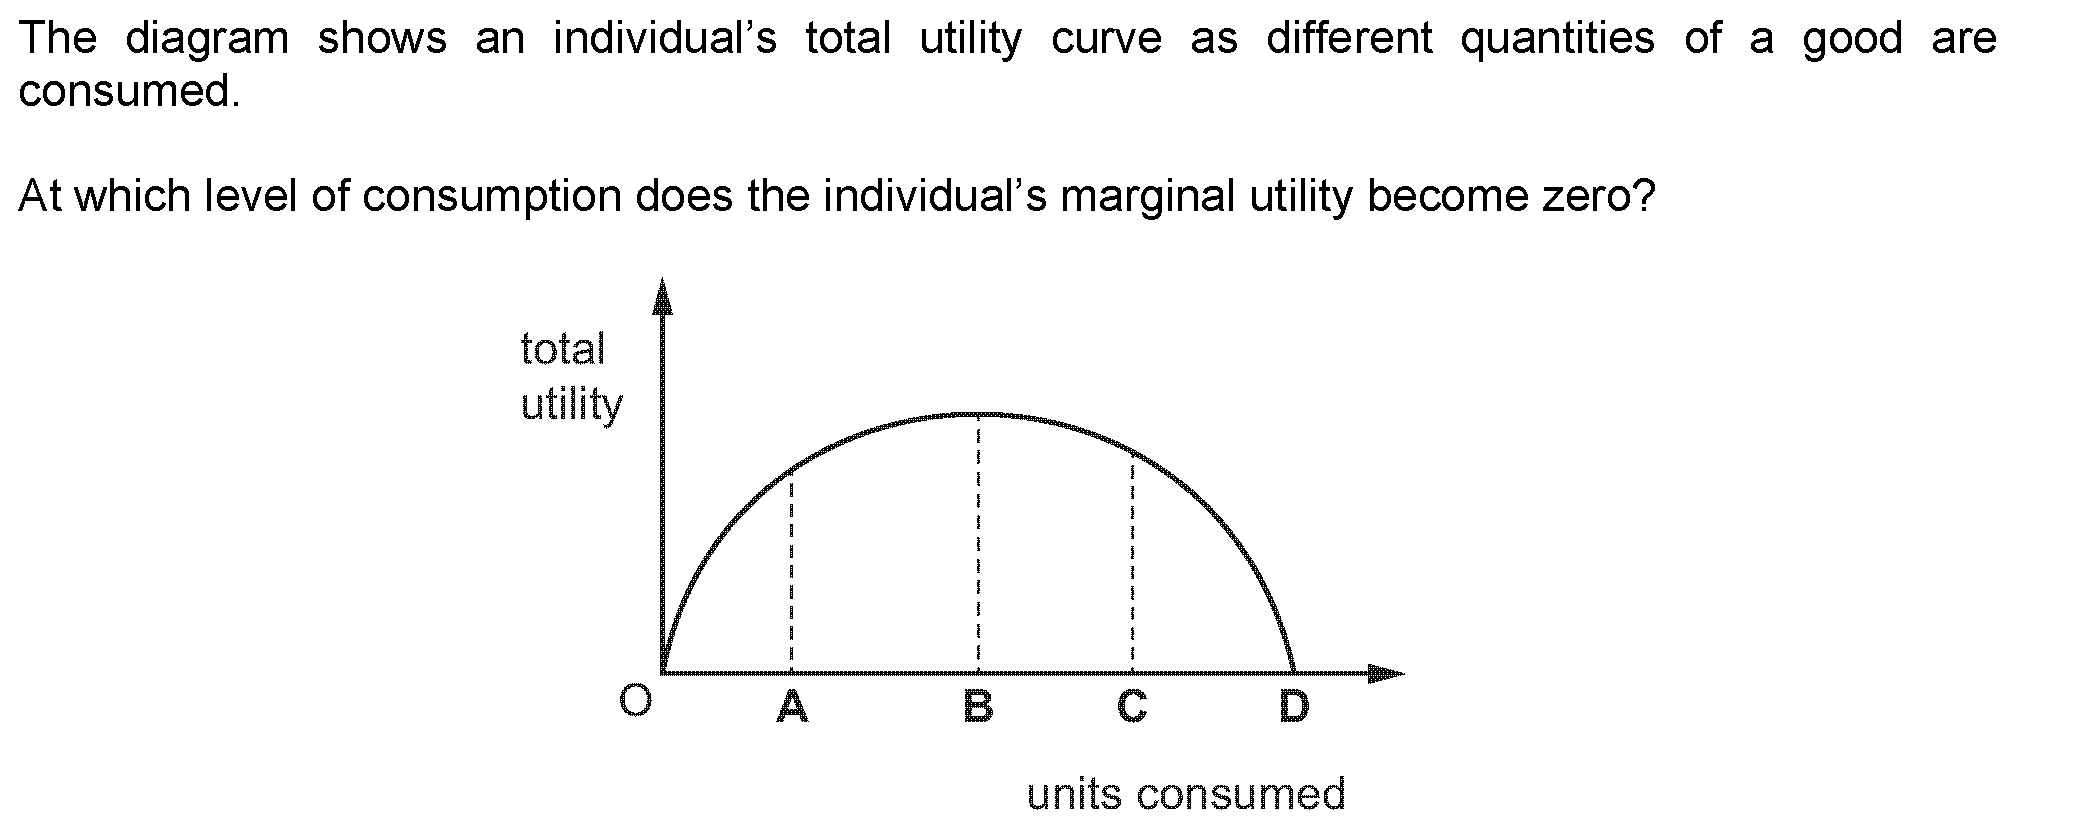 The diagram shows an individual’s total utility curve as different quantities of a good are
consumed.
At which level of consumption does the individual’s marginal utility become zero?
total
utility
O A B C D
units consumed